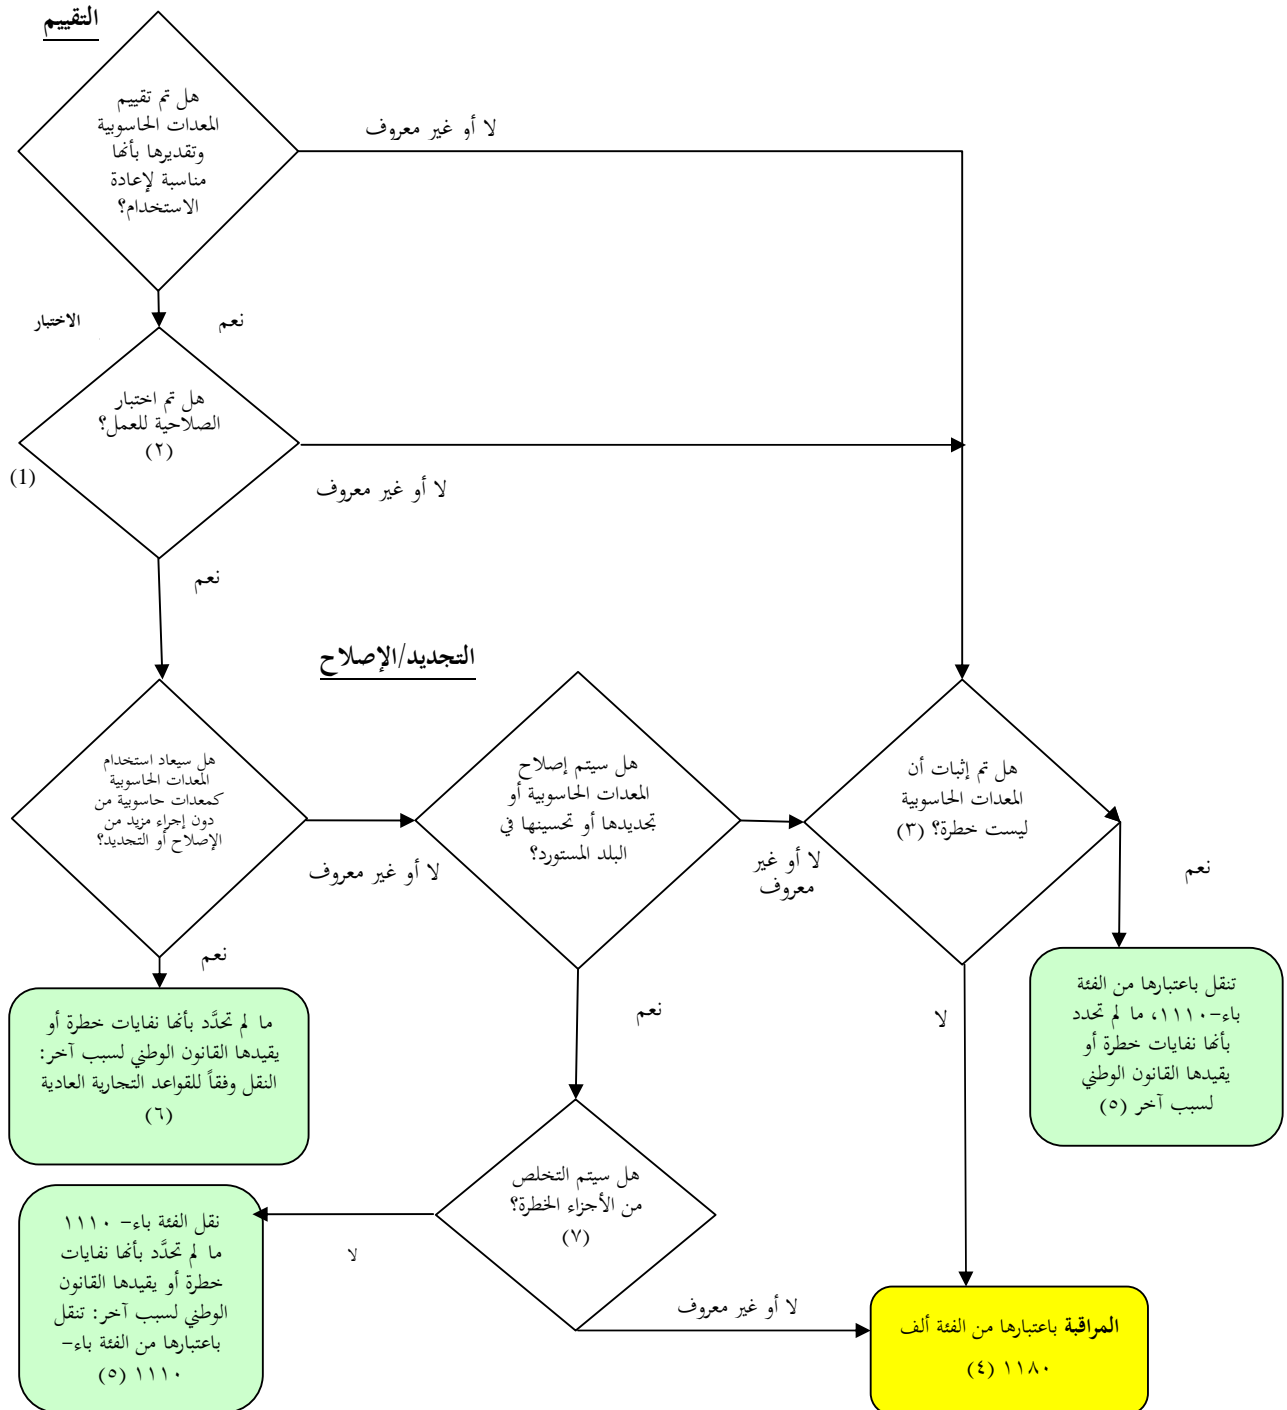 التقييم
هل تم تقييم
المعدات الحاسوبية
وتقديرها بأنها
مناسبة لإعادة
الاستخدام؟
لا أو غير معروف
الاختبار
نعم
هل تم اختبار
الصلاحية للعمل؟
(٢)
(1)
لا أو غير معروف
نعم
التجديد/الإصلاح
هل سيعاد استخدام
المعدات الحاسوبية
كمعدات حاسوبية من
دون إجراء مزيد من
الإصلاح أو التجديد؟
لا أو غير معروف
هل سيتم إصلاح
المعدات الحاسوبية أو
تجديدها أو تحسينها في
البلد المستورد؟
لا أو غير
معروف
هل تم إثبات أن
المعدات الحاسوبية
ليست خطرة؟ (٣)
نعم
نعم
نعم
لا
ما لم تحدَّد بأنها نفايات خطرة أو
يقيدها القانون الوطني لسبب آخر:
النقل وفقاً للقواعد التجارية العادية
(٦)
تنقل باعتبارها من الفئة
باء-١١١٠، ما لم تحدد
بأنها نفايات خطرة أو
يقيدها القانون الوطني
لسبب آخر (٥)
هل سيتم التخلص
من الأجزاء الخطرة؟
(٧)
لا
لا أو غير معروف
نقل الفئة باء- ١١١٠
ما لم تحدَّد بأنها نفايات
خطرة أو يقيدها القانون
الوطني لسبب آخر: تنقل
باعتبارها من الفئة باء-
١١١٠ (٥)
المراقبة باعتبارها من الفئة ألف
١١٨٠ (٤)